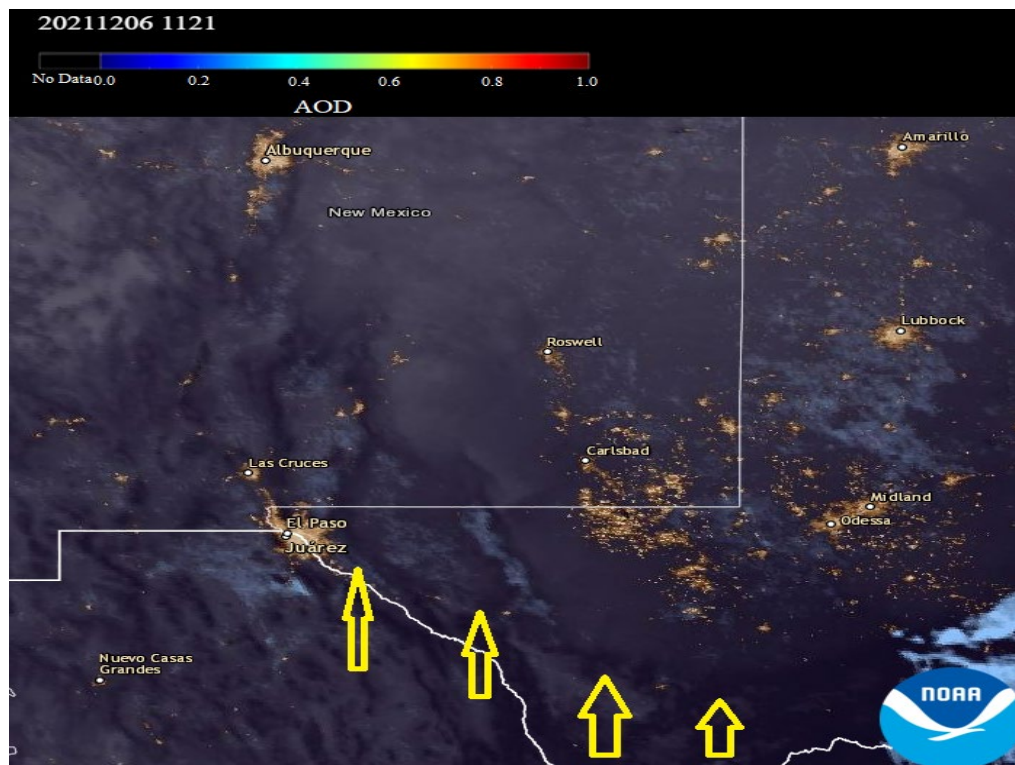 20211206 1121
No Data 0.0 0.2 0.4 0.6 0.8 1.0
AOD
Amarillo
Albuquerque
New Mexico
Lubbock
Roswell
Carlsbad
Las Cruces
Midland
Odessa
El Paso
Juárez
Nuevo Casas
Grandes
NOAA